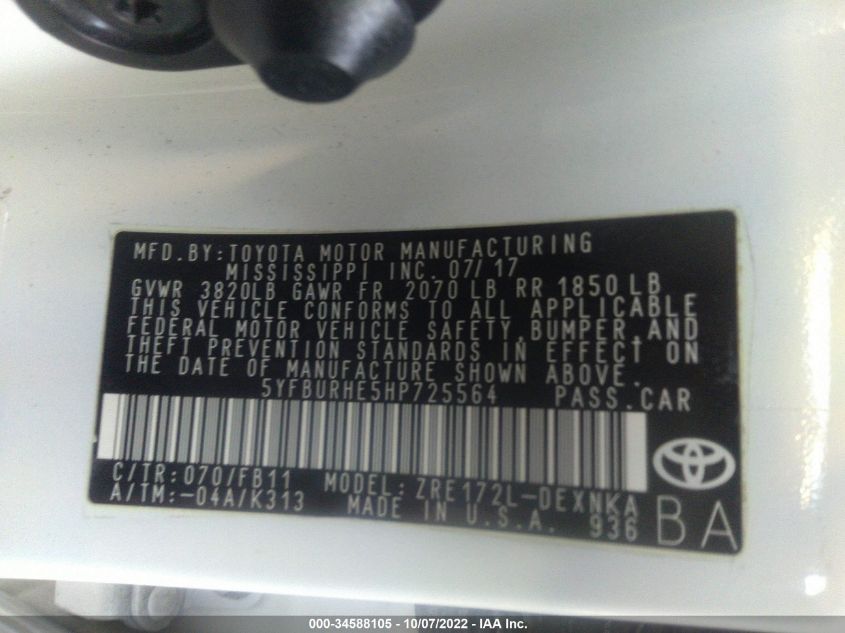 MFD.BY:TOYOTA MOTOR MANUFACTURING
MISSISSIPPI INC. 07/17
GVWR 3820LB GAWR FR 2070 LB RR 1850 LB
THIS VEHICLE CONFORMS TO ALL APPLICABLE
FEDERAL MOTOR VEHICLE SAFETY,BUMPER,AND
THEFT PREVENTION STANDARDS IN EFFECT ON
THE DATE OF MANUFACTURE SHOWN ABOVE.
5YFBURHE5HP725564 PASS.CAR
C/TR:070/FB11 MODEL:ZRE172L-DEXNKA
A/TM:-04A/K313 MADE IN U.S.A. 936
BA
000-34588105 - 10/07/2022 - IAA Inc.